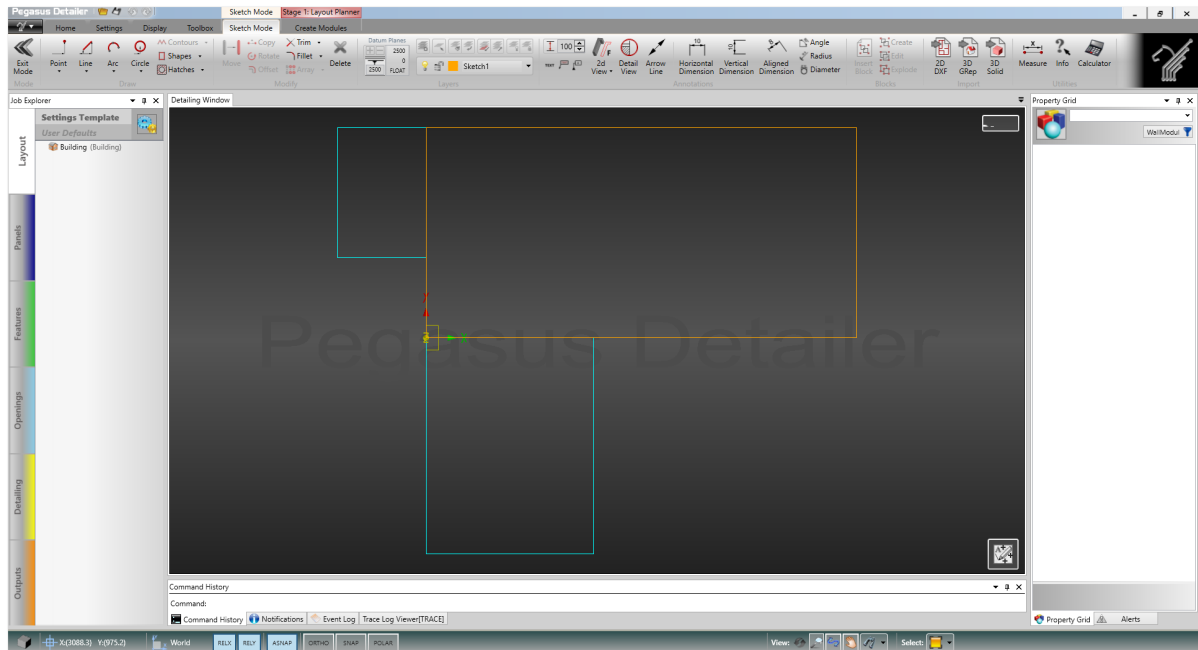 Pegasus Detailer
Sketch Mode
Stage 1: Layout Planner
Home
Settings
Display
Toolbox
Sketch Mode
Create Modules
Exit Mode
Point
Line
Arc
Circle
Contours
Shapes
Hatches
Move
Copy
Rotate
Offset
Trim
Fillet
Array
Delete
Datum Planes
2500
0
2500 FLOAT
Sketch1
100
TEXT
2d View
Detail View
Arrow Line
10
Horizontal Dimension
Vertical Dimension
Aligned Dimension
Angle
Radius
Diameter
Insert Block
Create
Edit
Explode
2D DXF
3D GRep
3D Solid
Measure
Info
Calculator
Mode
Draw
Modify
Layers
Annotations
Blocks
Import
Utilities
Job Explorer
Detailing Window
Property Grid
Settings Template
User Defaults
Building (Building)
WallModul
Layout
Panels
Features
Openings
Detailing
Outputs
X
Pegasus Detailer
Command History
Command:
Command History
Notifications
Event Log
Trace Log Viewer[TRACE]
Property Grid
Alerts
X:(3088.3) Y:(975.2)
World
RELX
RELY
ASNAP
ORTHO
SNAP
POLAR
View:
Select: